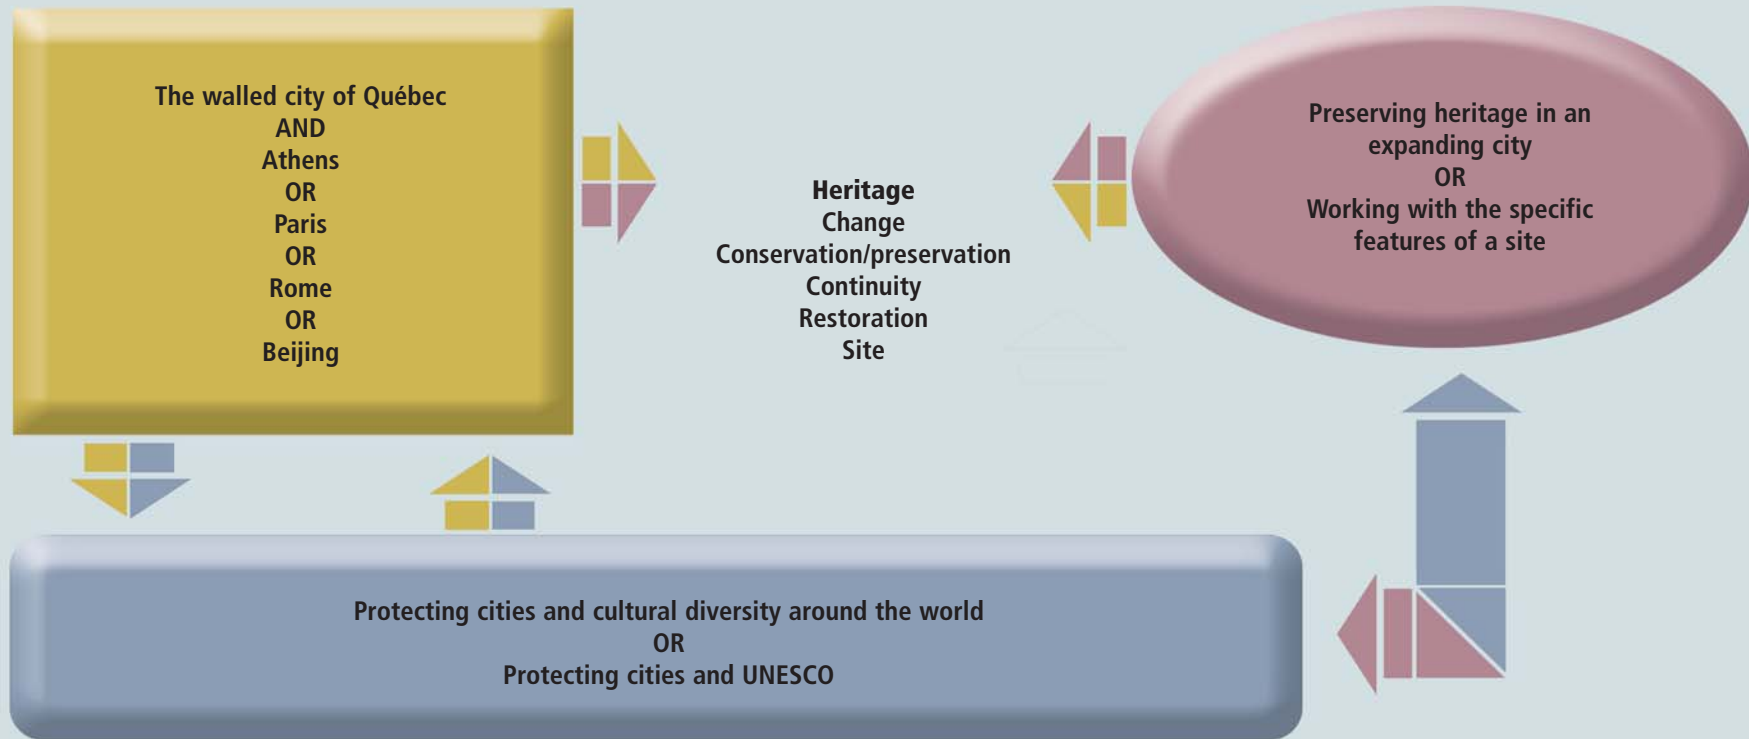 The walled city of Québec
AND
Athens
OR
Paris
OR
Rome
OR
Beijing
Heritage
Change
Conservation/preservation
Continuity
Restoration
Site
Preserving heritage in an
expanding city
OR
Working with the specific
features of a site
Protecting cities and cultural diversity around the world
OR
Protecting cities and UNESCO